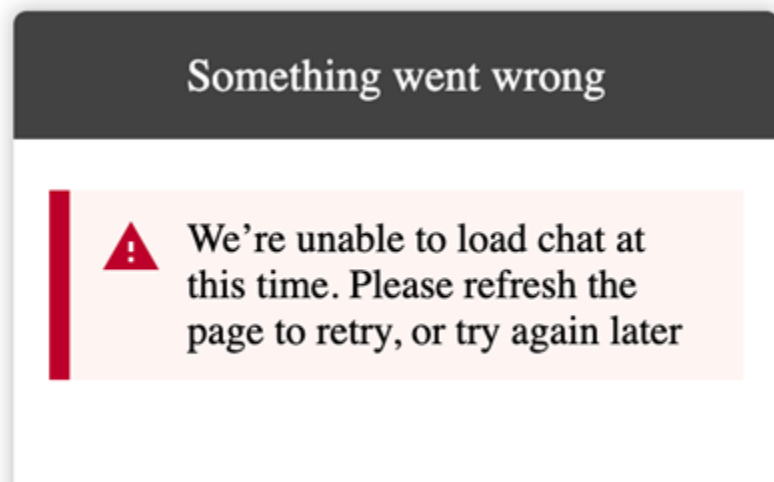 Something went wrong
We’re unable to load chat at
this time. Please refresh the
page to retry, or try again later